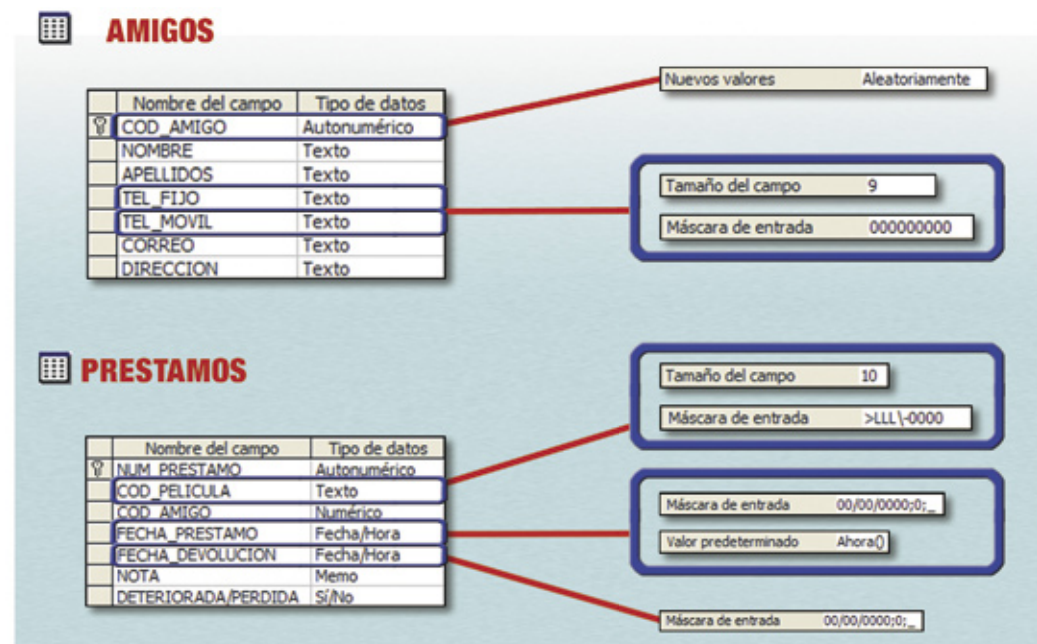 AMIGOS
Nuevos valores Aleatoriamente
Nombre del campo Tipo de datos
COD_AMIGO Autonumérico
NOMBRE Texto
APELLIDOS Texto
TEL_FIJO Texto
TEL_MOVIL Texto
CORREO Texto
DIRECCION Texto
Tamaño del campo 9
Máscara de entrada 000000000
PRESTAMOS
Nombre del campo Tipo de datos
NUM_PRESTAMO Autonumérico
COD_PELICULA Texto
COD_AMIGO Numérico
FECHA_PRESTAMO Fecha/Hora
FECHA_DEVOLUCION Fecha/Hora
NOTA Memo
DETERIORADA/PERDIDA Sí/No
Tamaño del campo 10
Máscara de entrada >LLL\-0000
Máscara de entrada 00/00/0000;0;_
Valor predeterminado Ahora()
Máscara de entrada 00/00/0000;0;_